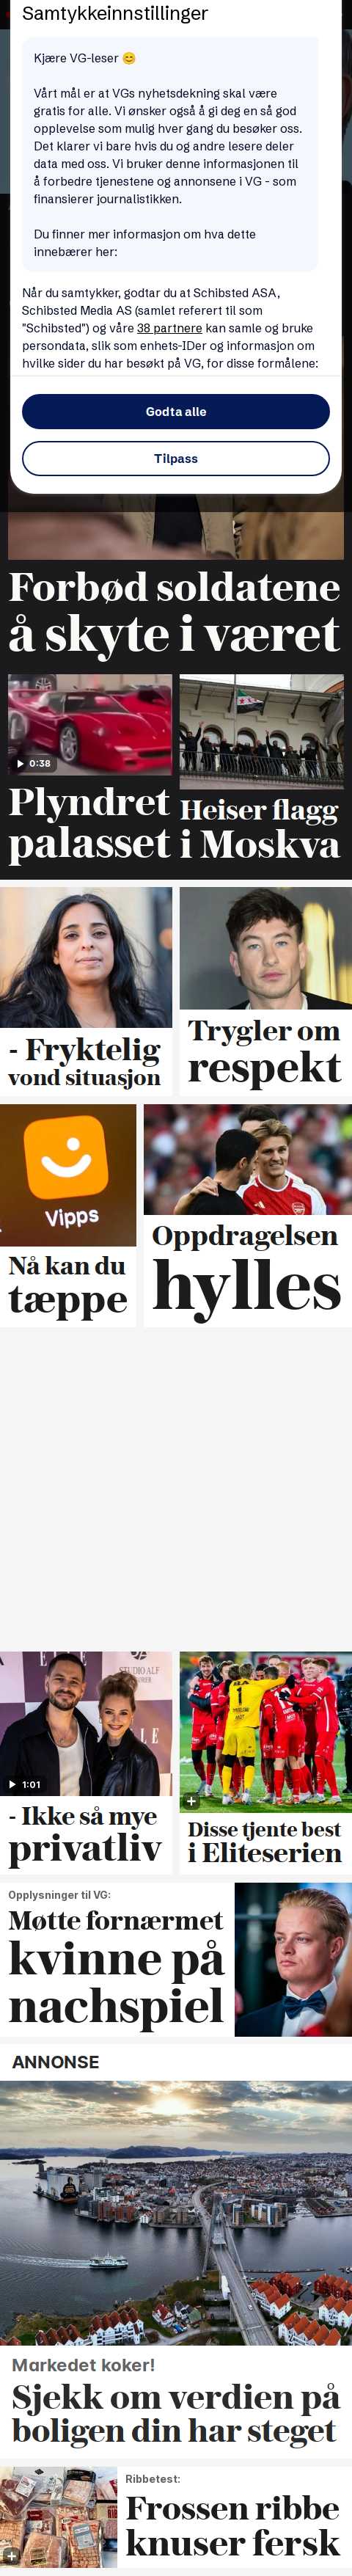 Samtykkeinnstillinger
Kjære VG-leser 😊
Vårt mål er at VGs nyhetsdekning skal være
gratis for alle. Vi ønsker også å gi deg en så god
opplevelse som mulig hver gang du besøker oss.
Det klarer vi bare hvis du og andre lesere deler
data med oss. Vi bruker denne informasjonen til
å forbedre tjenestene og annonsene i VG - som
finansierer journalistikken.
Du finner mer informasjon om hva dette
innebærer her:
Når du samtykker, godtar du at Schibsted ASA,
Schibsted Media AS (samlet referert til som
"Schibsted") og våre 38 partnere kan samle og bruke
persondata, slik som enhets-IDer og informasjon om
hvilke sider du har besøkt på VG, for disse formålene:
Godta alle
Tilpass
Forbød soldatene
å skyte i været
0:38
Plyndret
palasset
Heiser flagg
i Moskva
- Fryktelig
vond situasjon
Trygler om
respekt
Vipps
Nå kan du
tæppe
Oppdragelsen
hylles
ELLE
STUDIO ALF
1:01
- Ikke så mye
privatliv
1
Disse tjente best
i Eliteserien
Opplysninger til VG:
Møtte fornærmet
kvinne på
nachspiel
ANNONSE
Markedet koker!
Sjekk om verdien på
boligen din har steget
Ribbetest:
Frossen ribbe
knuser fersk